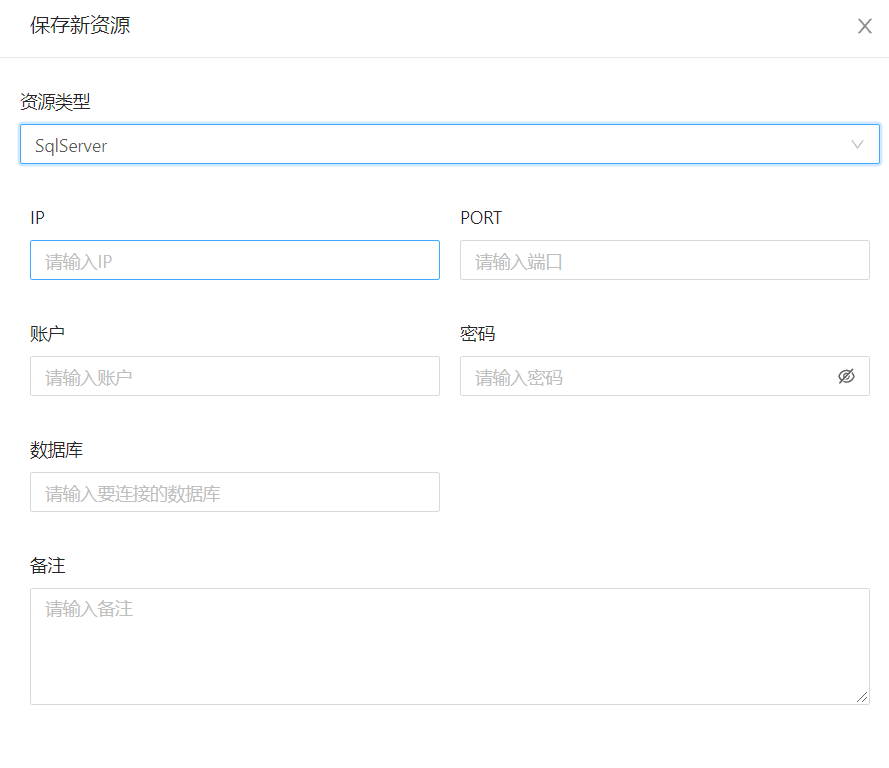 保存新资源
资源类型
SqlServer
IP
PORT
请输入IP
请输入端口
账户
密码
请输入账户
请输入密码
数据库
请输入要连接的数据库
备注
请输入备注